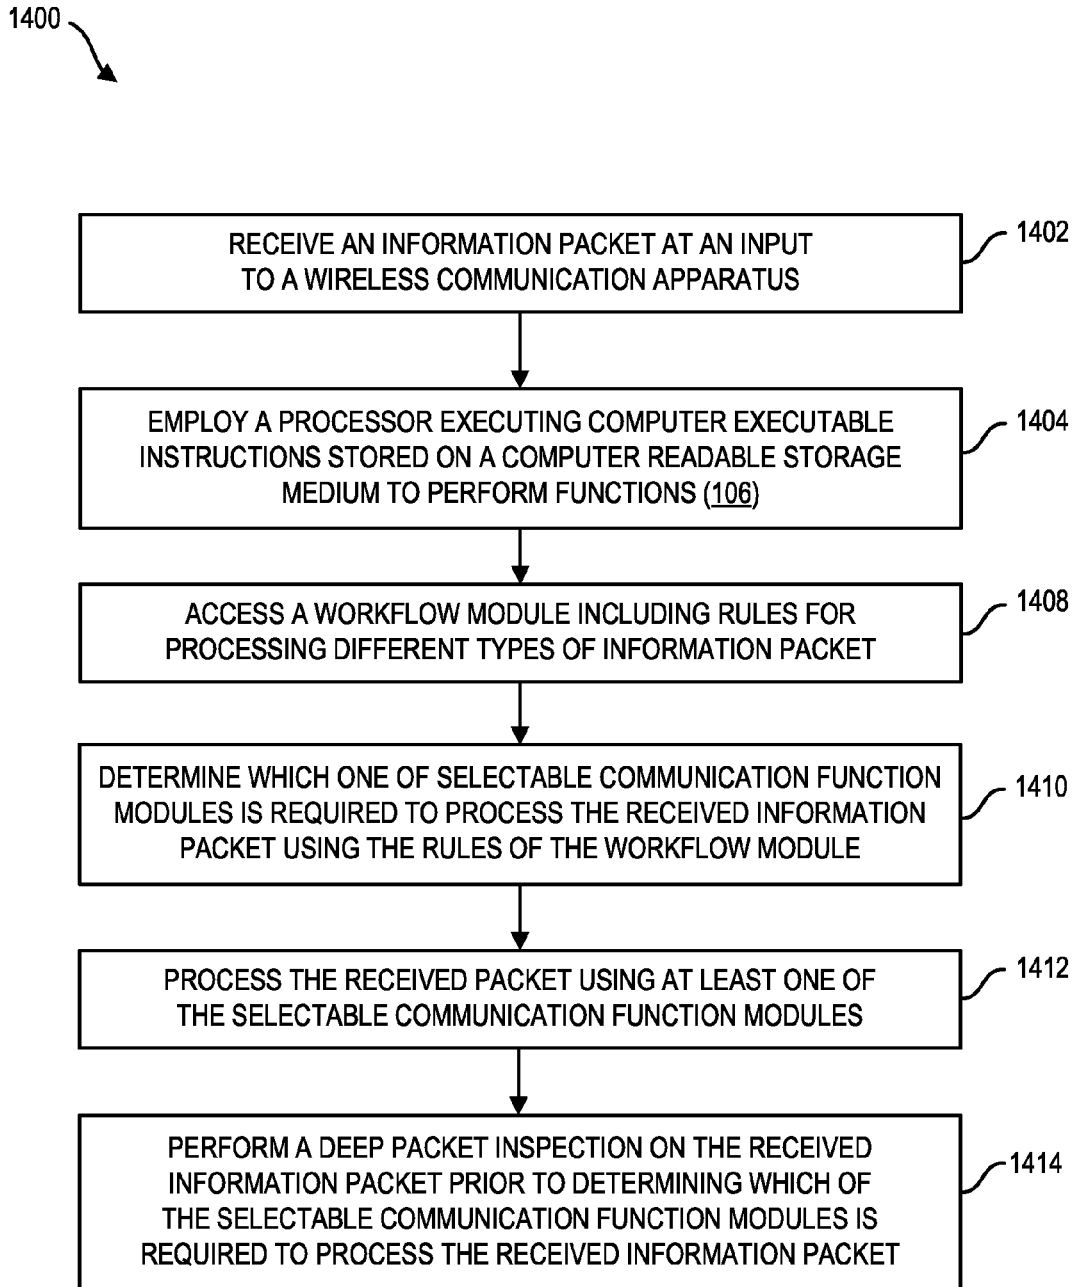 1400
RECEIVE AN INFORMATION PACKET AT AN INPUT
TO A WIRELESS COMMUNICATION APPARATUS
1402
EMPLOY A PROCESSOR EXECUTING COMPUTER EXECUTABLE
INSTRUCTIONS STORED ON A COMPUTER READABLE STORAGE
MEDIUM TO PERFORM FUNCTIONS (106)
1404
ACCESS A WORKFLOW MODULE INCLUDING RULES FOR
PROCESSING DIFFERENT TYPES OF INFORMATION PACKET
1408
DETERMINE WHICH ONE OF SELECTABLE COMMUNICATION FUNCTION
MODULES IS REQUIRED TO PROCESS THE RECEIVED INFORMATION
PACKET USING THE RULES OF THE WORKFLOW MODULE
1410
PROCESS THE RECEIVED PACKET USING AT LEAST ONE OF
THE SELECTABLE COMMUNICATION FUNCTION MODULES
1412
PERFORM A DEEP PACKET INSPECTION ON THE RECEIVED
INFORMATION PACKET PRIOR TO DETERMINING WHICH OF
THE SELECTABLE COMMUNICATION FUNCTION MODULES IS
REQUIRED TO PROCESS THE RECEIVED INFORMATION PACKET
1414